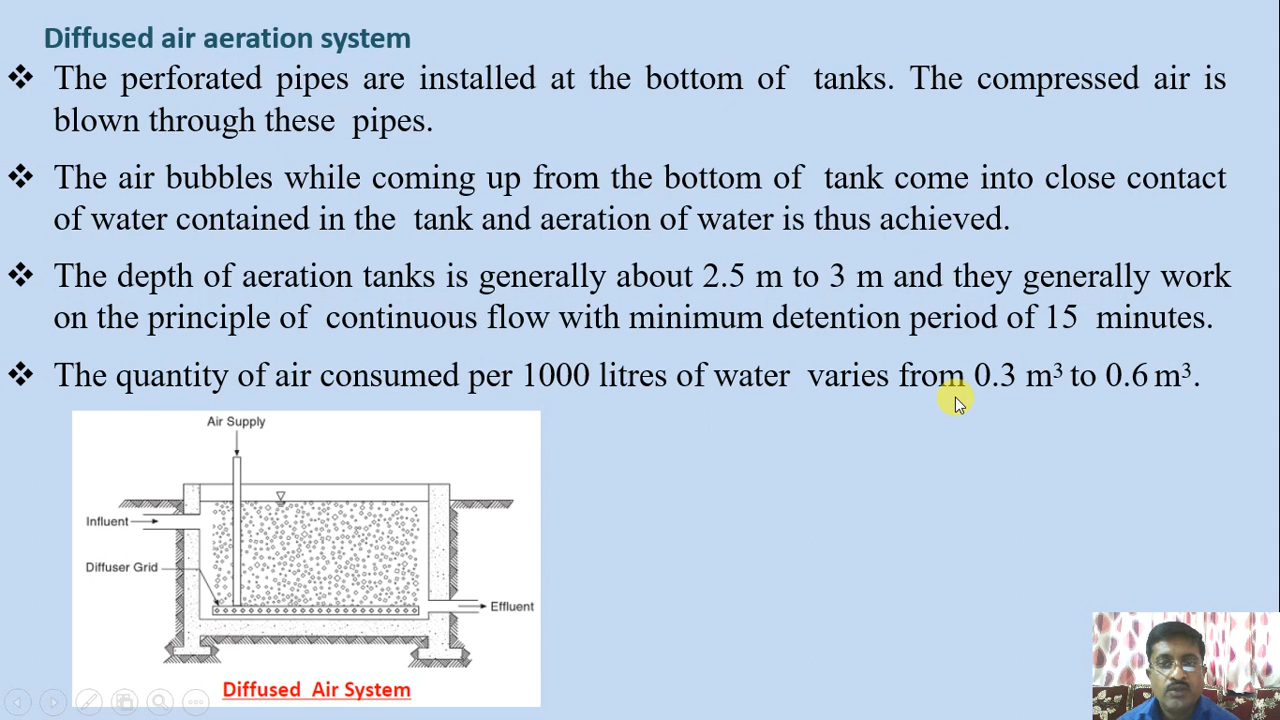 Diffused air aeration system
❖ The perforated pipes are installed at the bottom of tanks. The compressed air is
blown through these pipes.
❖ The air bubbles while coming up from the bottom of tank come into close contact
of water contained in the tank and aeration of water is thus achieved.
❖ The depth of aeration tanks is generally about 2.5 m to 3 m and they generally work
on the principle of continuous flow with minimum detention period of 15 minutes.
❖ The quantity of air consumed per 1000 litres of water varies from 0.3 m³ to 0.6 m³.
Air Supply
Influent
Diffuser Grid
Effluent
Diffused Air System